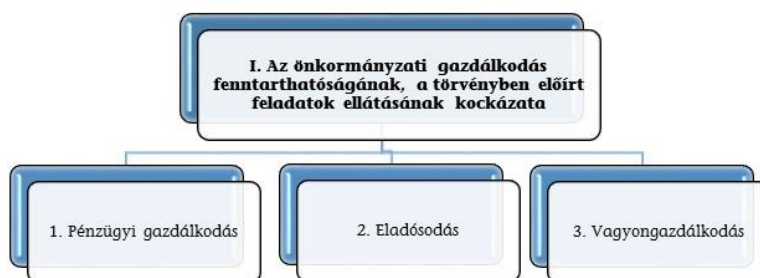 I. Az önkormányzati gazdálkodás
fenntarthatóságának, a törvényben előírt
feladatok ellátásának kockázata
1. Pénzügyi gazdálkodás
2. Eladósodás
3. Vagyongazdálkodás